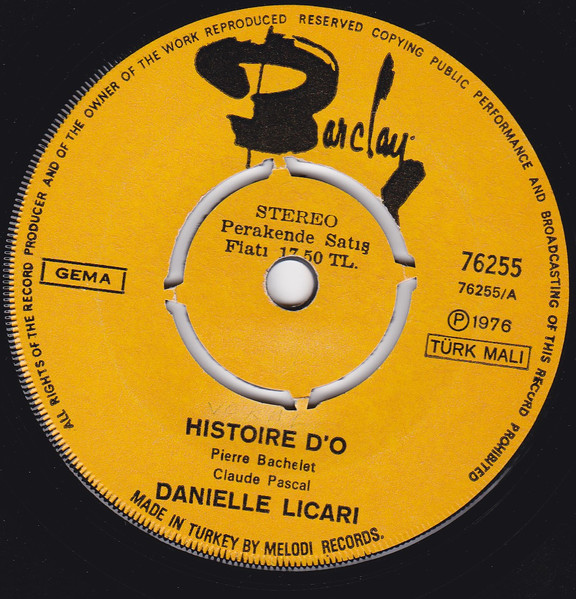 ALL RIGHTS OF THE RECORD PRODUCER AND OF THE OWNER OF THE WORK REPRODUCED RESERVED COPYING PUBLIC PERFORMANCE AND BROADCASTING OF THIS RECORD PROHIBITED
Barclay
STEREO
Perakende Satış
Fiatı 17.50 TL.
GEMA
76255
76255/A
Ⓟ 1976
TÜRK MALI
HISTOIRE D'O
Pierre Bachelet
Claude Pascal
DANIELLE LICARI
MADE IN TURKEY BY MELODI RECORDS.